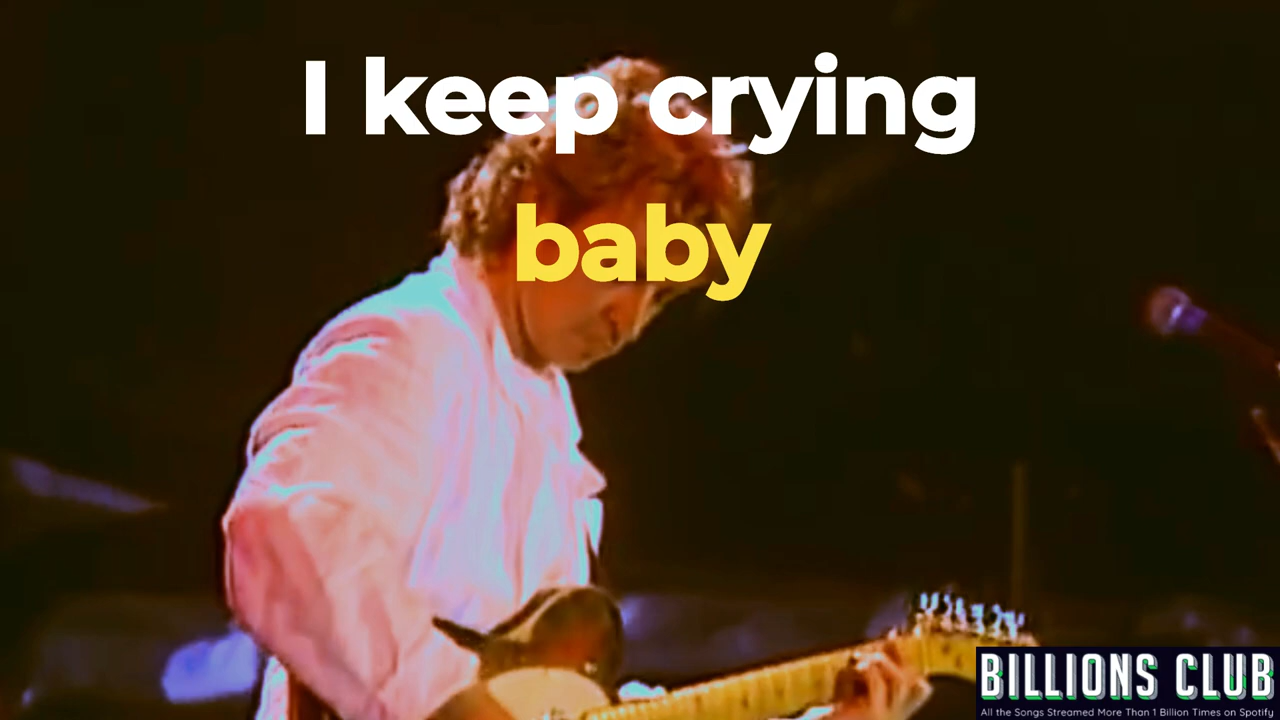 I keep crying
baby
BILLIONS CLUB
All the Songs Streamed More Than 1 Billion Times on Spotify